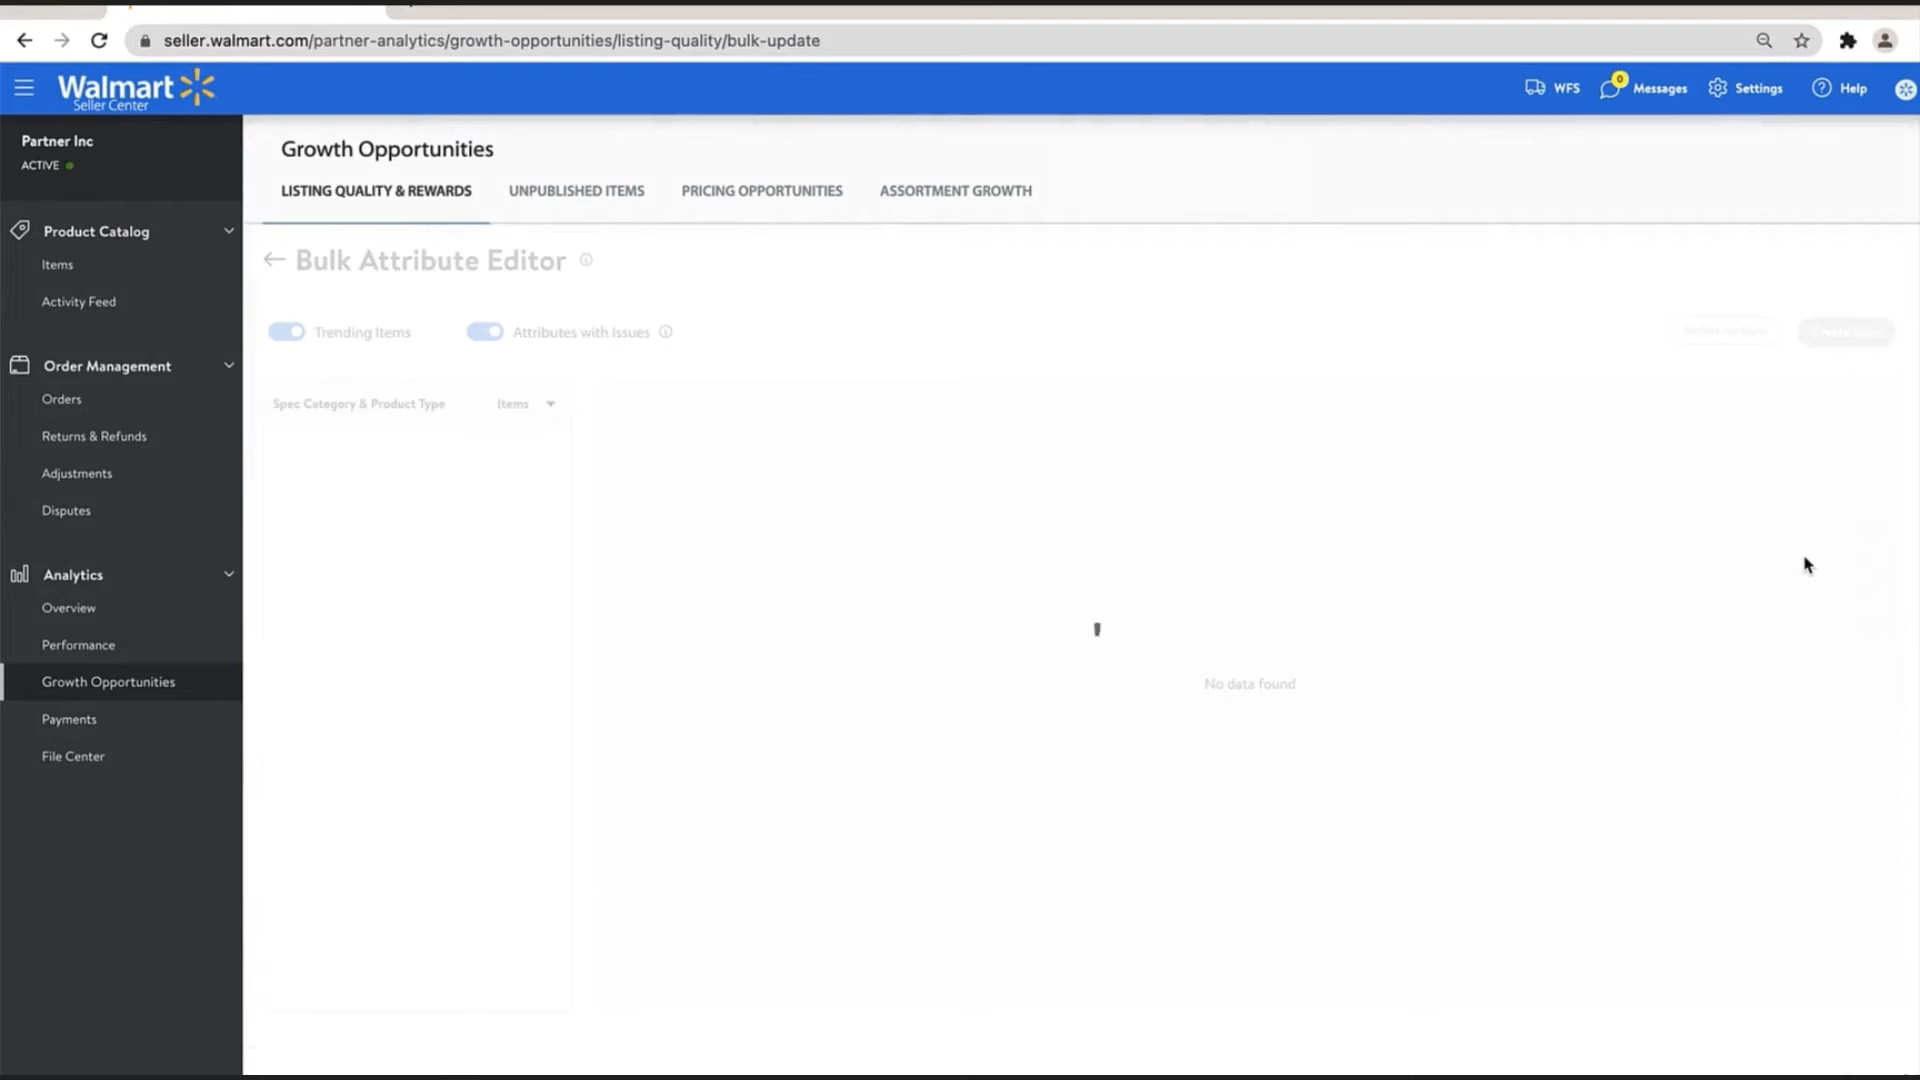 seller.walmart.com/partner-analytics/growth-opportunities/listing-quality/bulk-update
Walmart
Seller Center
WFS
0
Messages
Settings
Help
Partner Inc
ACTIVE
Product Catalog
Items
Activity Feed
Order Management
Orders
Returns & Refunds
Adjustments
Disputes
Analytics
Overview
Performance
Growth Opportunities
Payments
File Center
Growth Opportunities
LISTING QUALITY & REWARDS
UNPUBLISHED ITEMS
PRICING OPPORTUNITIES
ASSORTMENT GROWTH
Bulk Attribute Editor
Trending Items
Attributes with Issues
Spec Category & Product Type
Items
No data found